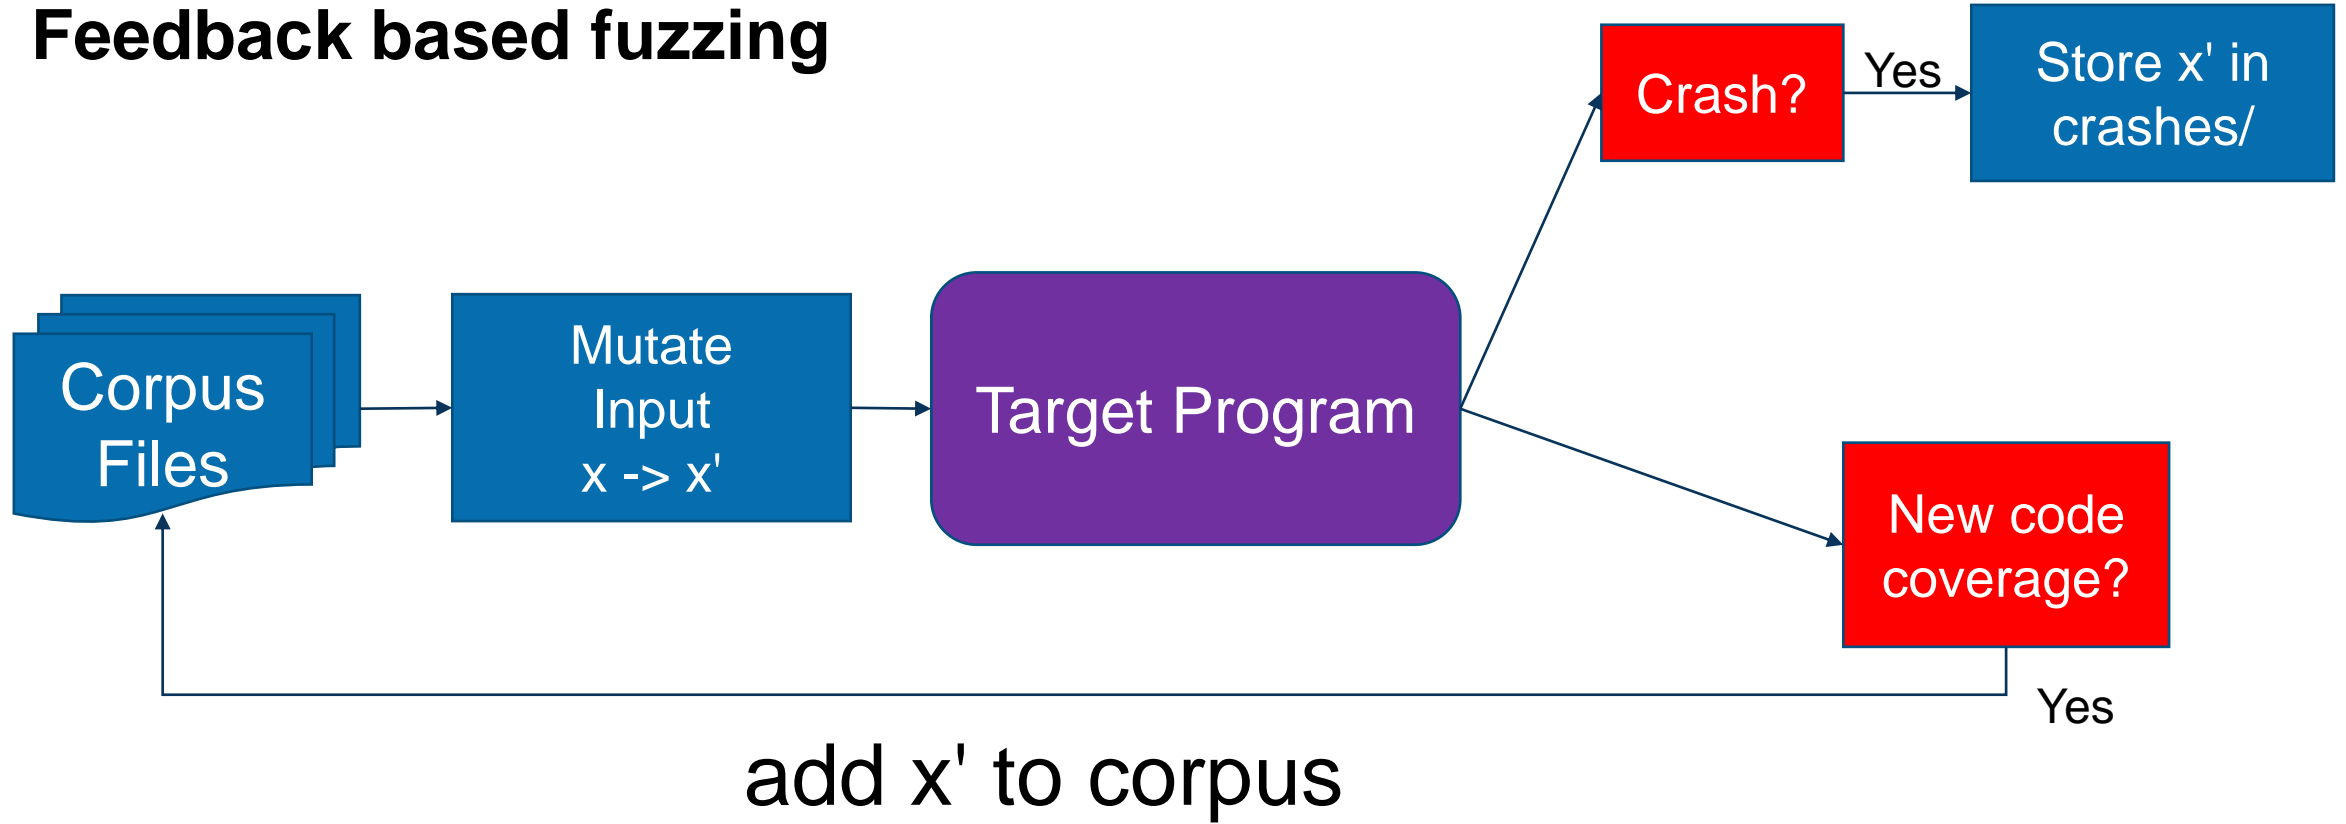 Feedback based fuzzing
Crash?
Yes
Store x' in
crashes/
Corpus
Files
Mutate
Input
x -> x'
Target Program
New code
coverage?
Yes
add x' to corpus